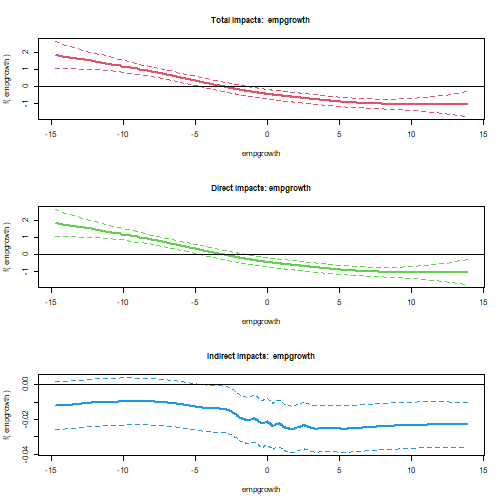 Total Impacts: empgrowth
2
1
0
-1
f( empgrowth )
-15 -10 -5 0 5 10 15
empgrowth
Direct Impacts: empgrowth
2
1
0
-1
f( empgrowth )
-15 -10 -5 0 5 10 15
empgrowth
Indirect Impacts: empgrowth
0.00
-0.02
-0.04
f( empgrowth )
-15 -10 -5 0 5 10 15
empgrowth